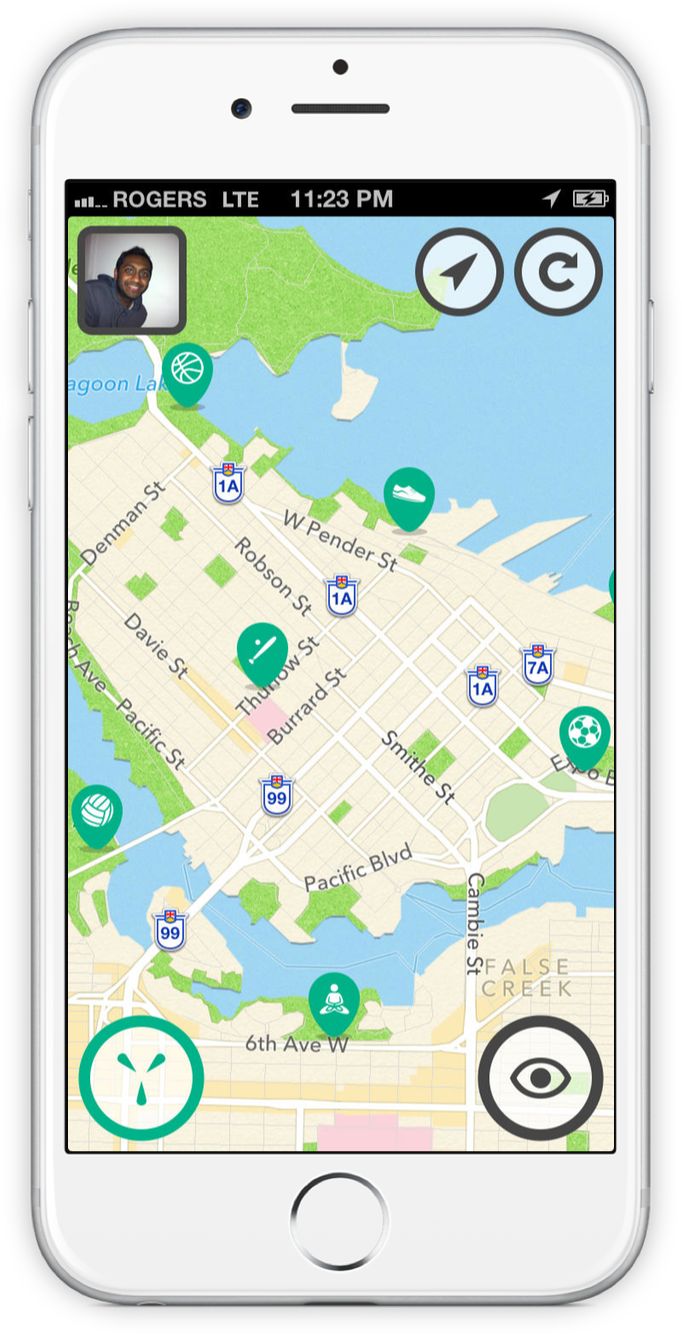 ROGERS LTE 11:23 PM
agoon Lak
1A
Denman St
W Pender St
Robson St
1A
Davie St
Thurlow St
Burrard St
1A
7A
Beach Ave
Pacific St
Smithe St
Expo B
99
Pacific Blvd
99
Cambie St
FALSE
CREEK
6th Ave W